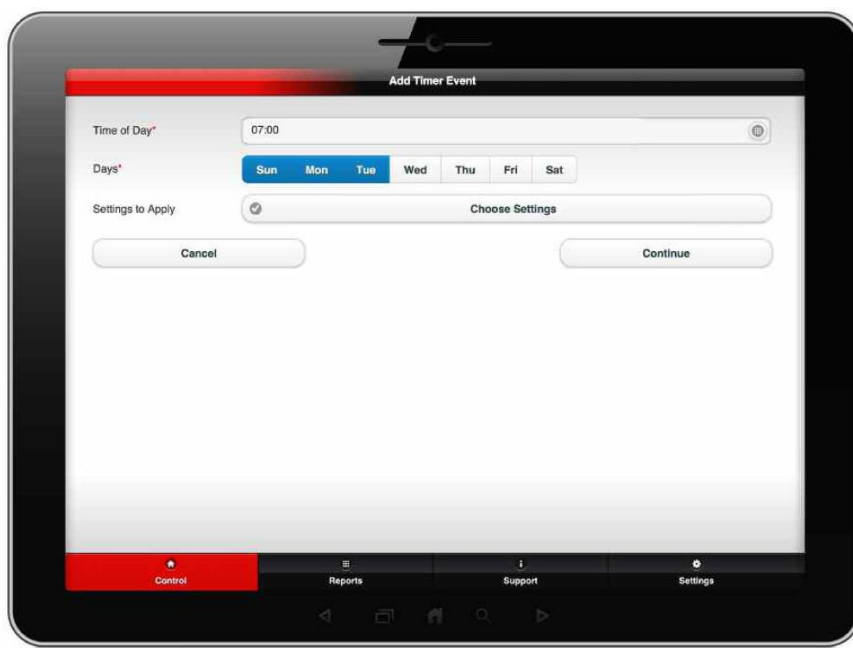 Add Timer Event
Time of Day* 07:00
Days* Sun Mon Tue Wed Thu Fri Sat
Settings to Apply Choose Settings
Cancel Continue
Control Reports Support Settings